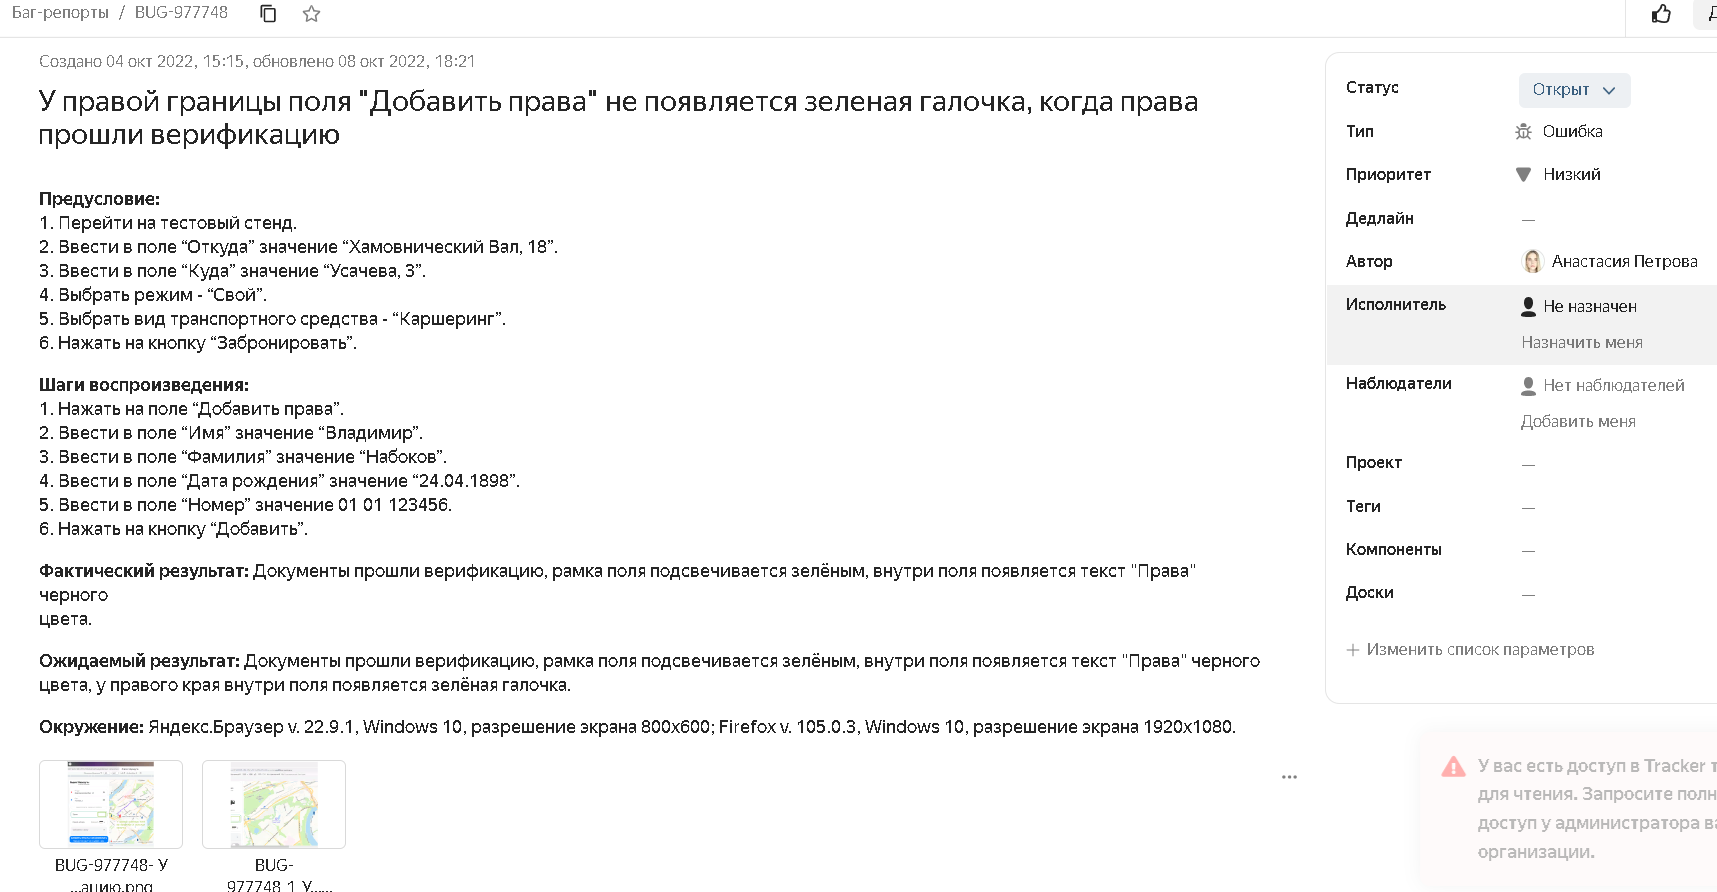 Баг-репорты / BUG-977748
Создано 04 окт 2022, 15:15, обновлено 08 окт 2022, 18:21
У правой границы поля "Добавить права" не появляется зеленая галочка, когда права
прошли верификацию
Предусловие:
1. Перейти на тестовый стенд.
2. Ввести в поле “Откуда” значение “Хамовнический Вал, 18”.
3. Ввести в поле “Куда” значение “Усачева, 3”.
4. Выбрать режим - “Свой”.
5. Выбрать вид транспортного средства - “Каршеринг”.
6. Нажать на кнопку “Забронировать”.
Шаги воспроизведения:
1. Нажать на поле “Добавить права”.
2. Ввести в поле “Имя” значение “Владимир”.
3. Ввести в поле “Фамилия” значение “Набоков”.
4. Ввести в поле “Дата рождения” значение “24.04.1898”.
5. Ввести в поле “Номер” значение 01 01 123456.
6. Нажать на кнопку “Добавить”.
Фактический результат: Документы прошли верификацию, рамка поля подсвечивается зелёным, внутри поля появляется текст "Права"
черного
цвета.
Ожидаемый результат: Документы прошли верификацию, рамка поля подсвечивается зелёным, внутри поля появляется текст "Права" черного
цвета, у правого края внутри поля появляется зелёная галочка.
Окружение: Яндекс.Браузер v. 22.9.1, Windows 10, разрешение экрана 800x600; Firefox v. 105.0.3, Windows 10, разрешение экрана 1920x1080.
BUG-977748- У
...ацию.png
BUG-
977748_1_У......
Статус Открыт
Тип Ошибка
Приоритет Низкий
Дедлайн —
Автор Анастасия Петрова
Исполнитель Не назначен
Назначить меня
Наблюдатели Нет наблюдателей
Добавить меня
Проект —
Теги —
Компоненты —
Доски —
+ Изменить список параметров
У вас есть доступ в Tracker т
для чтения. Запросите полн
доступ у администратора ва
организации.